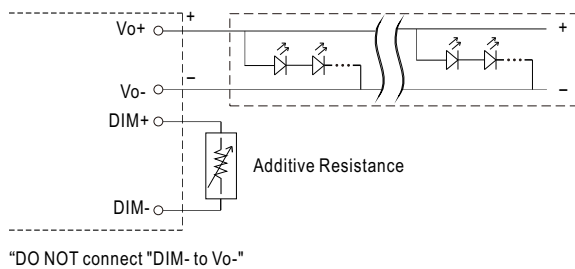 Vo+
+
+
−
Vo-
−
DIM+
Additive Resistance
DIM-
“DO NOT connect "DIM- to Vo-"